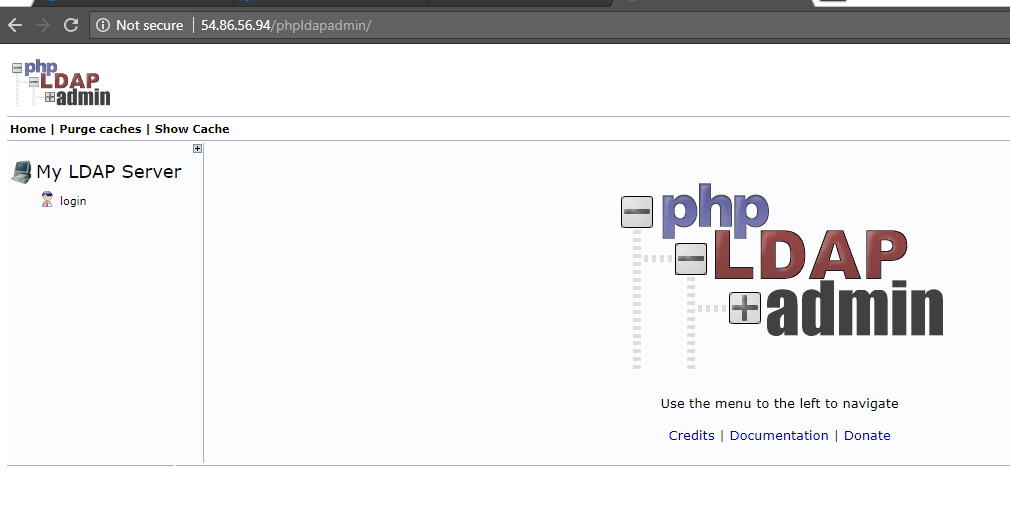 Not secure | 54.86.56.94/phpldapadmin/
php
LDAP
admin
Home | Purge caches | Show Cache
My LDAP Server
login
php
LDAP
admin
Use the menu to the left to navigate
Credits | Documentation | Donate